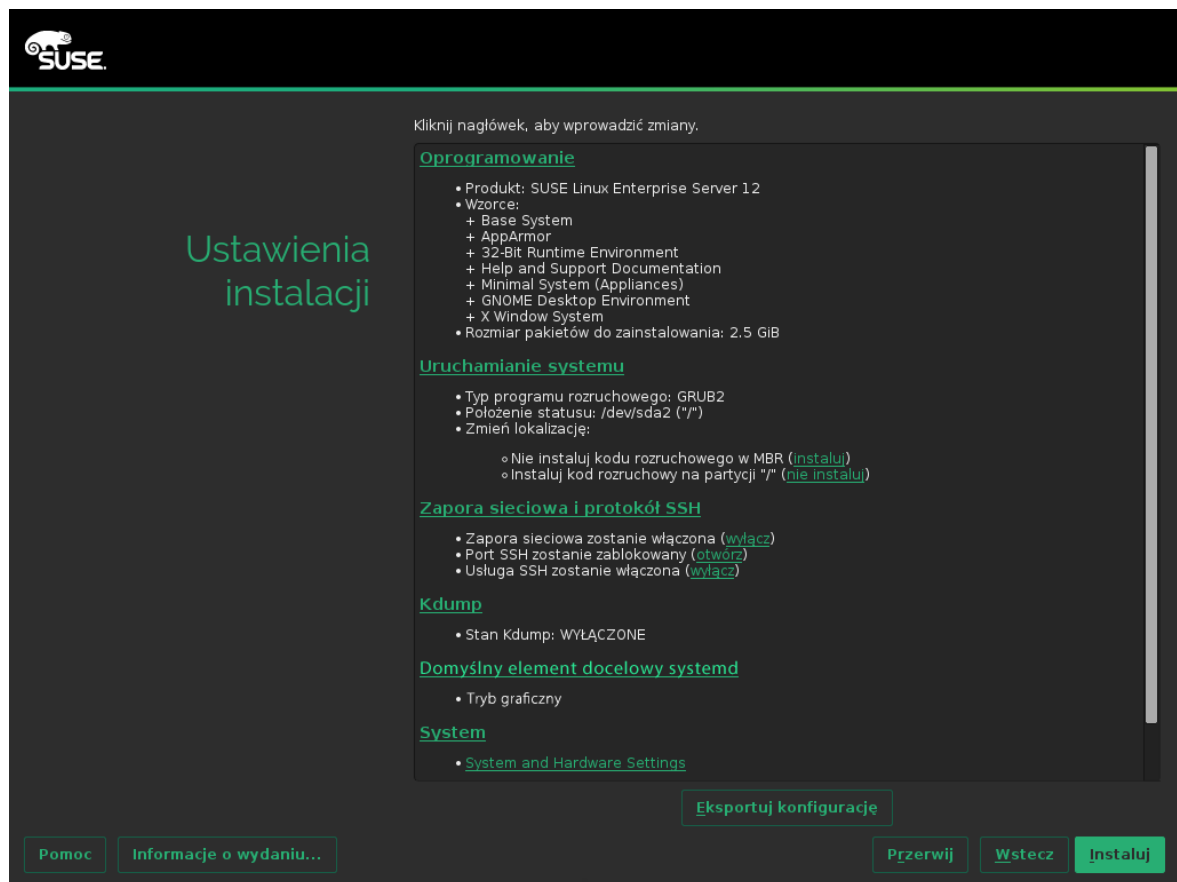 SUSE.
Kliknij nagłówek, aby wprowadzić zmiany.
Ustawienia
instalacji
Oprogramowanie
• Produkt: SUSE Linux Enterprise Server 12
• Wzorce:
+ Base System
+ AppArmor
+ 32-Bit Runtime Environment
+ Help and Support Documentation
+ Minimal System (Appliances)
+ GNOME Desktop Environment
+ X Window System
• Rozmiar pakietów do zainstalowania: 2.5 GiB
Uruchamianie systemu
• Typ programu rozruchowego: GRUB2
• Położenie statusu: /dev/sda2 ("/")
• Zmień lokalizację:
◦ Nie instaluj kodu rozruchowego w MBR (instaluj)
◦ Instaluj kod rozruchowy na partycji "/" (nie instaluj)
Zapora sieciowa i protokół SSH
• Zapora sieciowa zostanie włączona (wyłącz)
• Port SSH zostanie zablokowany (otwórz)
• Usługa SSH zostanie włączona (wyłącz)
Kdump
• Stan Kdump: WYŁĄCZONE
Domyślny element docelowy systemd
• Tryb graficzny
System
• System and Hardware Settings
Eksportuj konfigurację
Pomoc
Informacje o wydaniu...
Przerwij
Wstecz
Instaluj